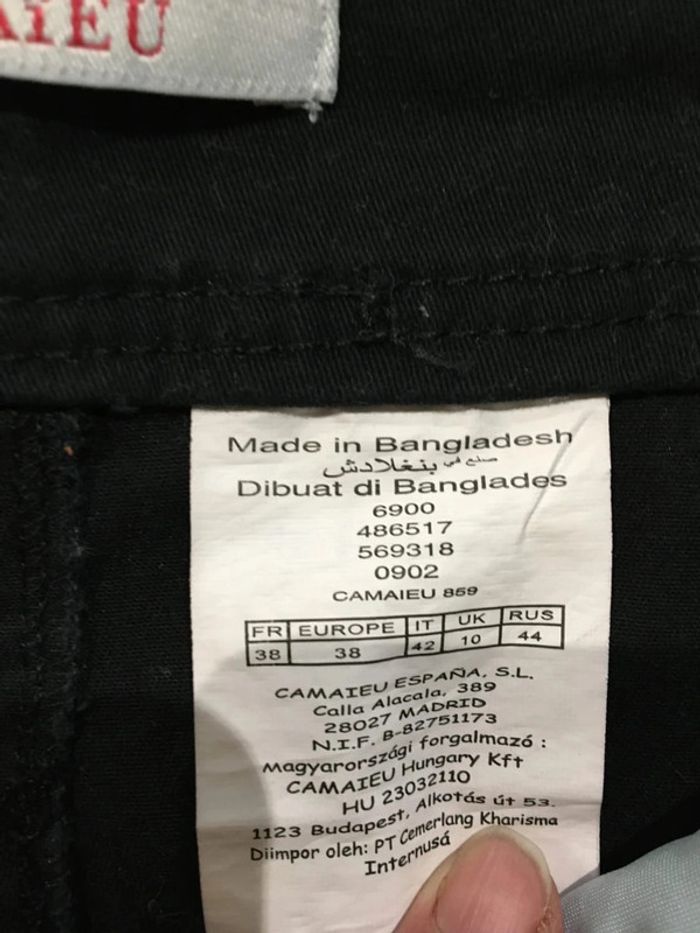 AIEU
Made in Bangladesh
صنع في بنغلادش
Dibuat di Banglades
6900
486517
569318
0902
CAMAIEU 859
FR EUROPE IT UK RUS
38 38 42 10 44
CAMAIEU ESPAÑA, S.L.
Calla Alacala, 389
28027 MADRID
N.I.F. B-82751173
Magyarországi forgalmazó :
CAMAIEU Hungary Kft
HU 23032110
1123 Budapest, Alkotás út 53.
Diimpor oleh: PT Cemerlang Kharisma
Internusá